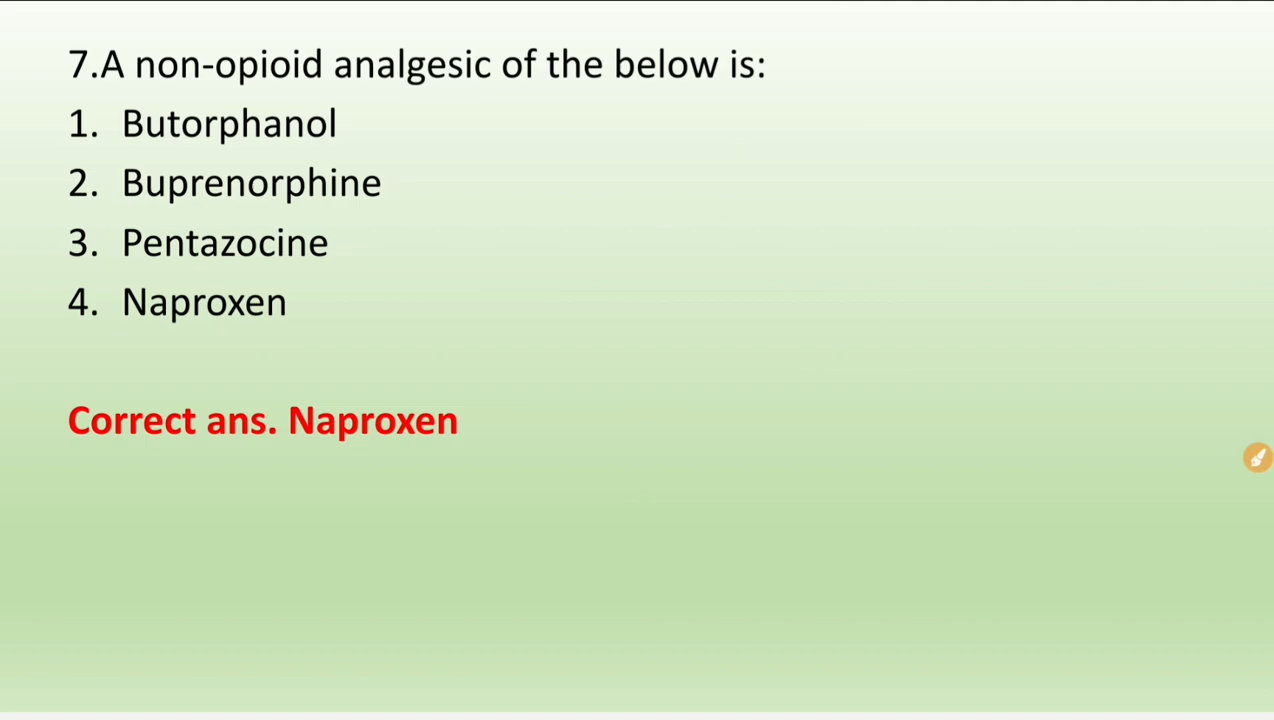 7.A non-opioid analgesic of the below is:
1. Butorphanol
2. Buprenorphine
3. Pentazocine
4. Naproxen
Correct ans. Naproxen